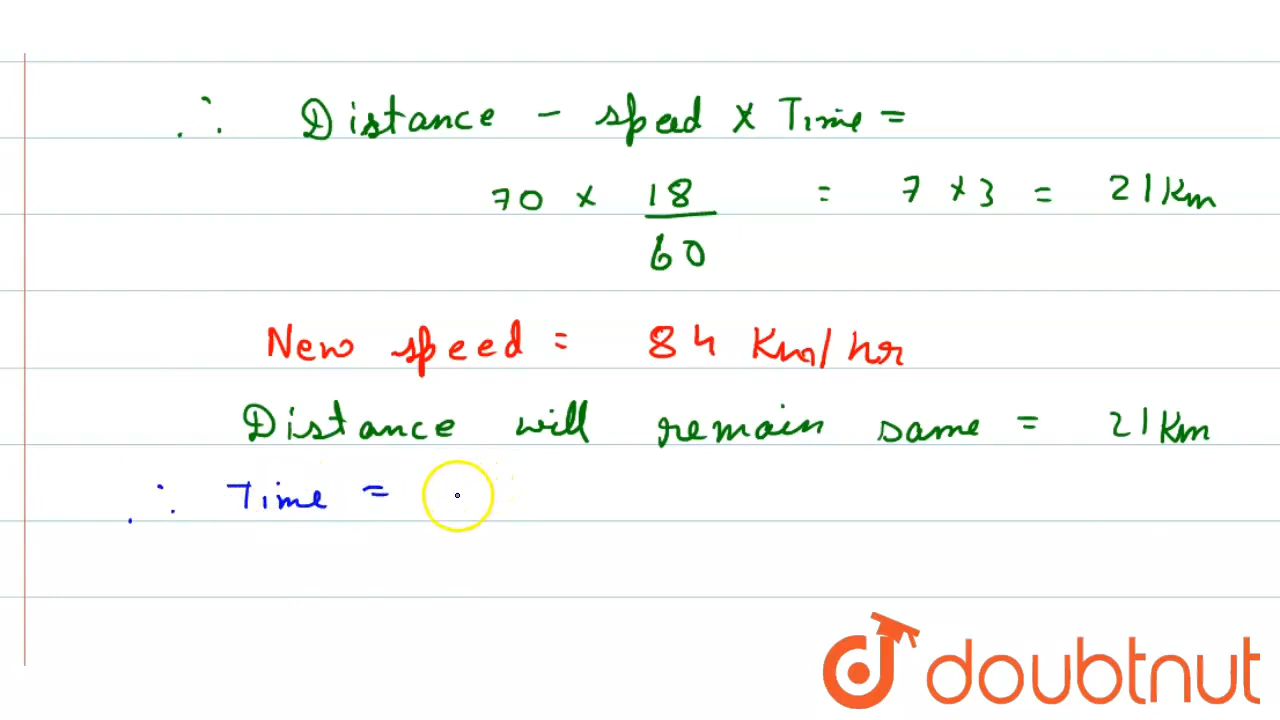 ∴ Distance - speed × Time =
70 × 18/60 = 7 × 3 = 21 Km
New speed = 84 Km/hr
Distance will remain same = 21 Km
∴ Time =
doubtnut